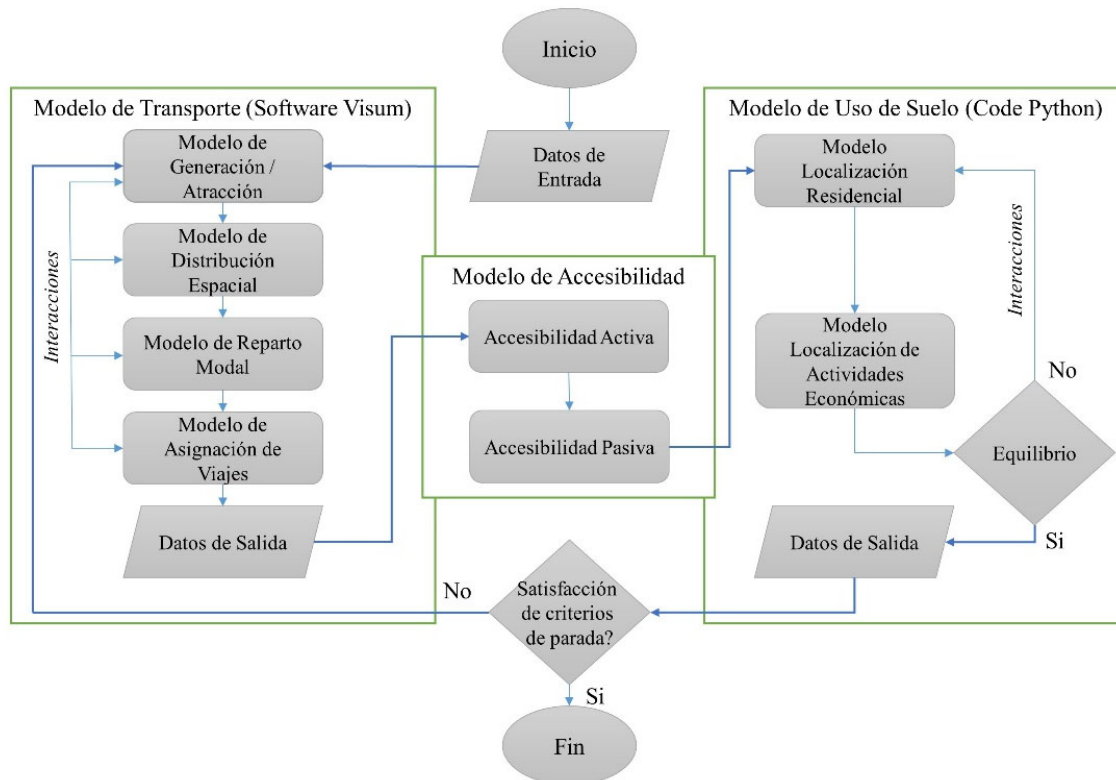 Inicio
Modelo de Transporte (Software Visum)
Modelo de
Generación /
Atracción
Modelo de
Distribución
Espacial
Modelo de Reparto
Modal
Modelo de
Asignación de
Viajes
Datos de Salida
Interacciones
Datos de
Entrada
Modelo de Accesibilidad
Accesibilidad Activa
Accesibilidad Pasiva
Modelo de Uso de Suelo (Code Python)
Modelo
Localización
Residencial
Modelo
Localización de
Actividades
Económicas
Interacciones
No
Equilibrio
Si
Datos de Salida
Satisfacción
de criterios
de parada?
No
Si
Fin